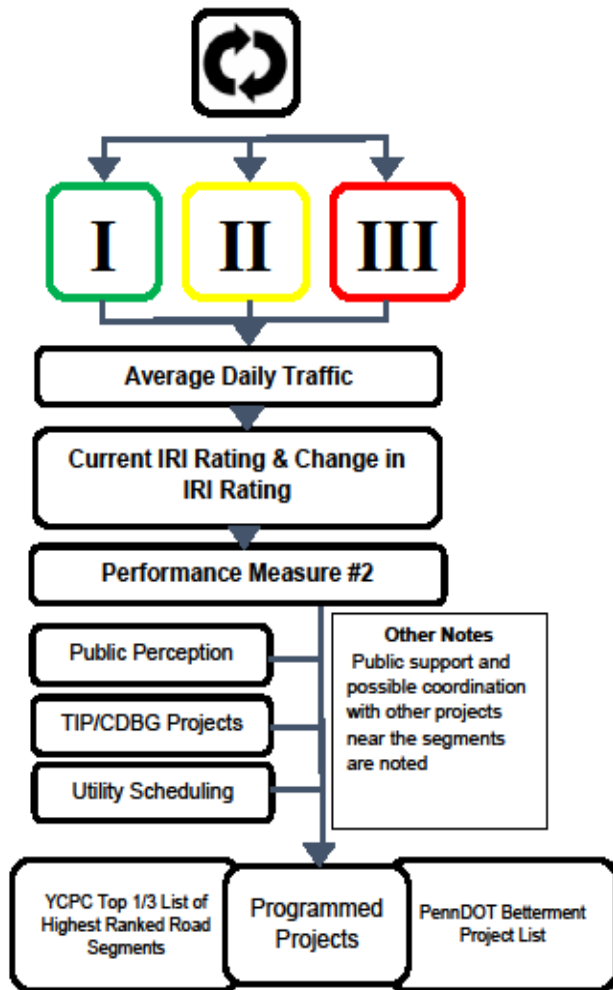 I
II
III
Average Daily Traffic
Current IRI Rating & Change in
IRI Rating
Performance Measure #2
Public Perception
TIP/CDBG Projects
Utility Scheduling
Other Notes
Public support and
possible coordination
with other projects
near the segments
are noted
YCPC Top 1/3 List of
Highest Ranked Road
Segments
Programmed
Projects
PennDOT Betterment
Project List